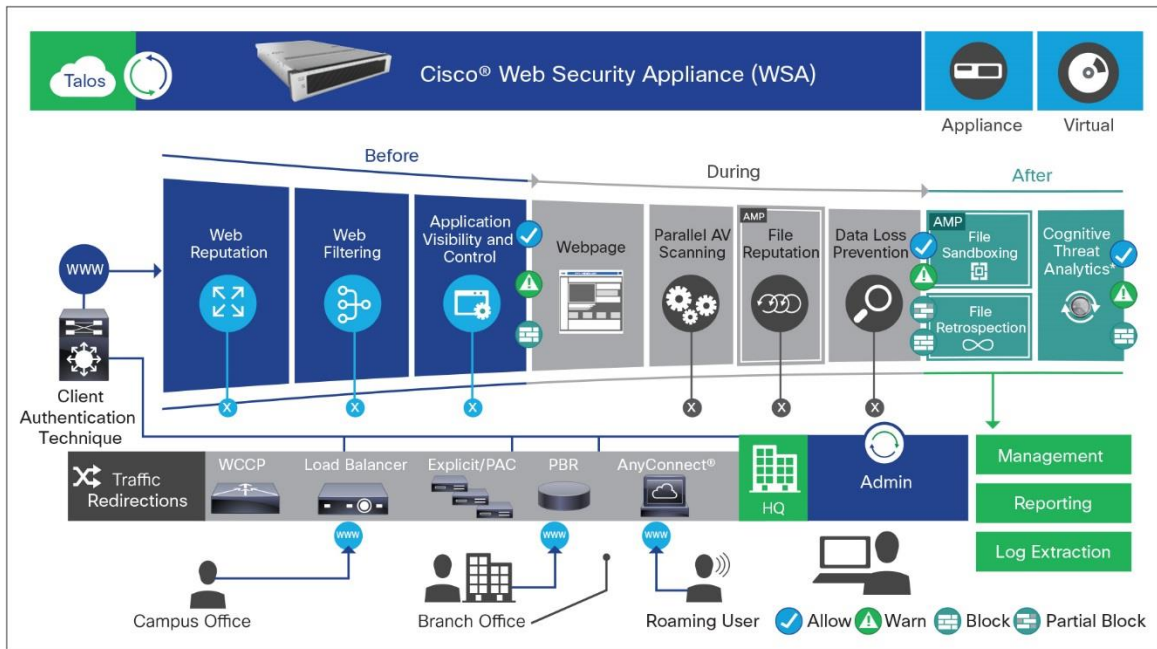 Talos
Cisco® Web Security Appliance (WSA)
Appliance
Virtual
Before
During
After
Web
Reputation
Web
Filtering
Application
Visibility and
Control
Webpage
Parallel AV
Scanning
AMP
File
Reputation
Data Loss
Prevention
AMP
File
Sandboxing
File
Retrospection
Cognitive
Threat
Analytics*
www
X
X
X
X
X
X
Client
Authentication
Technique
Traffic
Redirections
WCCP
Load Balancer
Explicit/PAC
PBR
AnyConnect®
HQ
Admin
Management
Reporting
Log Extraction
www
www
www
Campus Office
Branch Office
Roaming User
Allow
Warn
Block
Partial Block